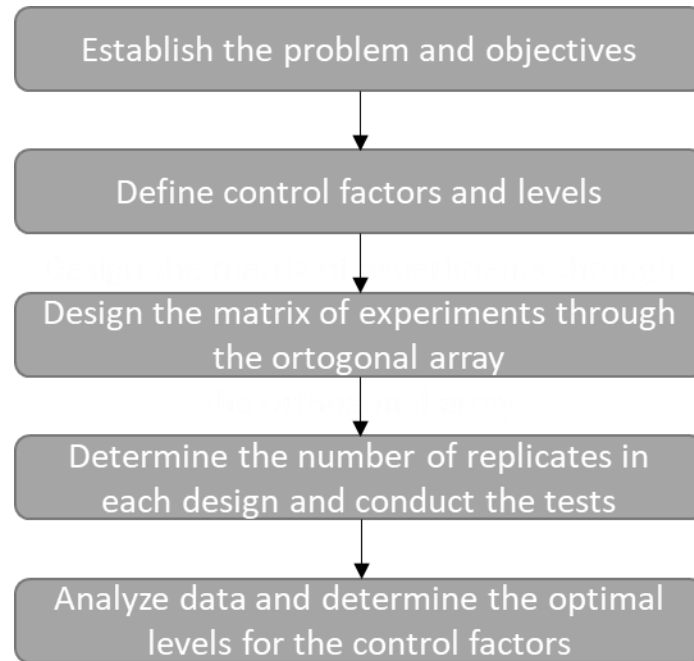 Establish the problem and objectives
Define control factors and levels
Design the matrix of experiments through
the ortogonal array
Determine the number of replicates in
each design and conduct the tests
Analyze data and determine the optimal
levels for the control factors